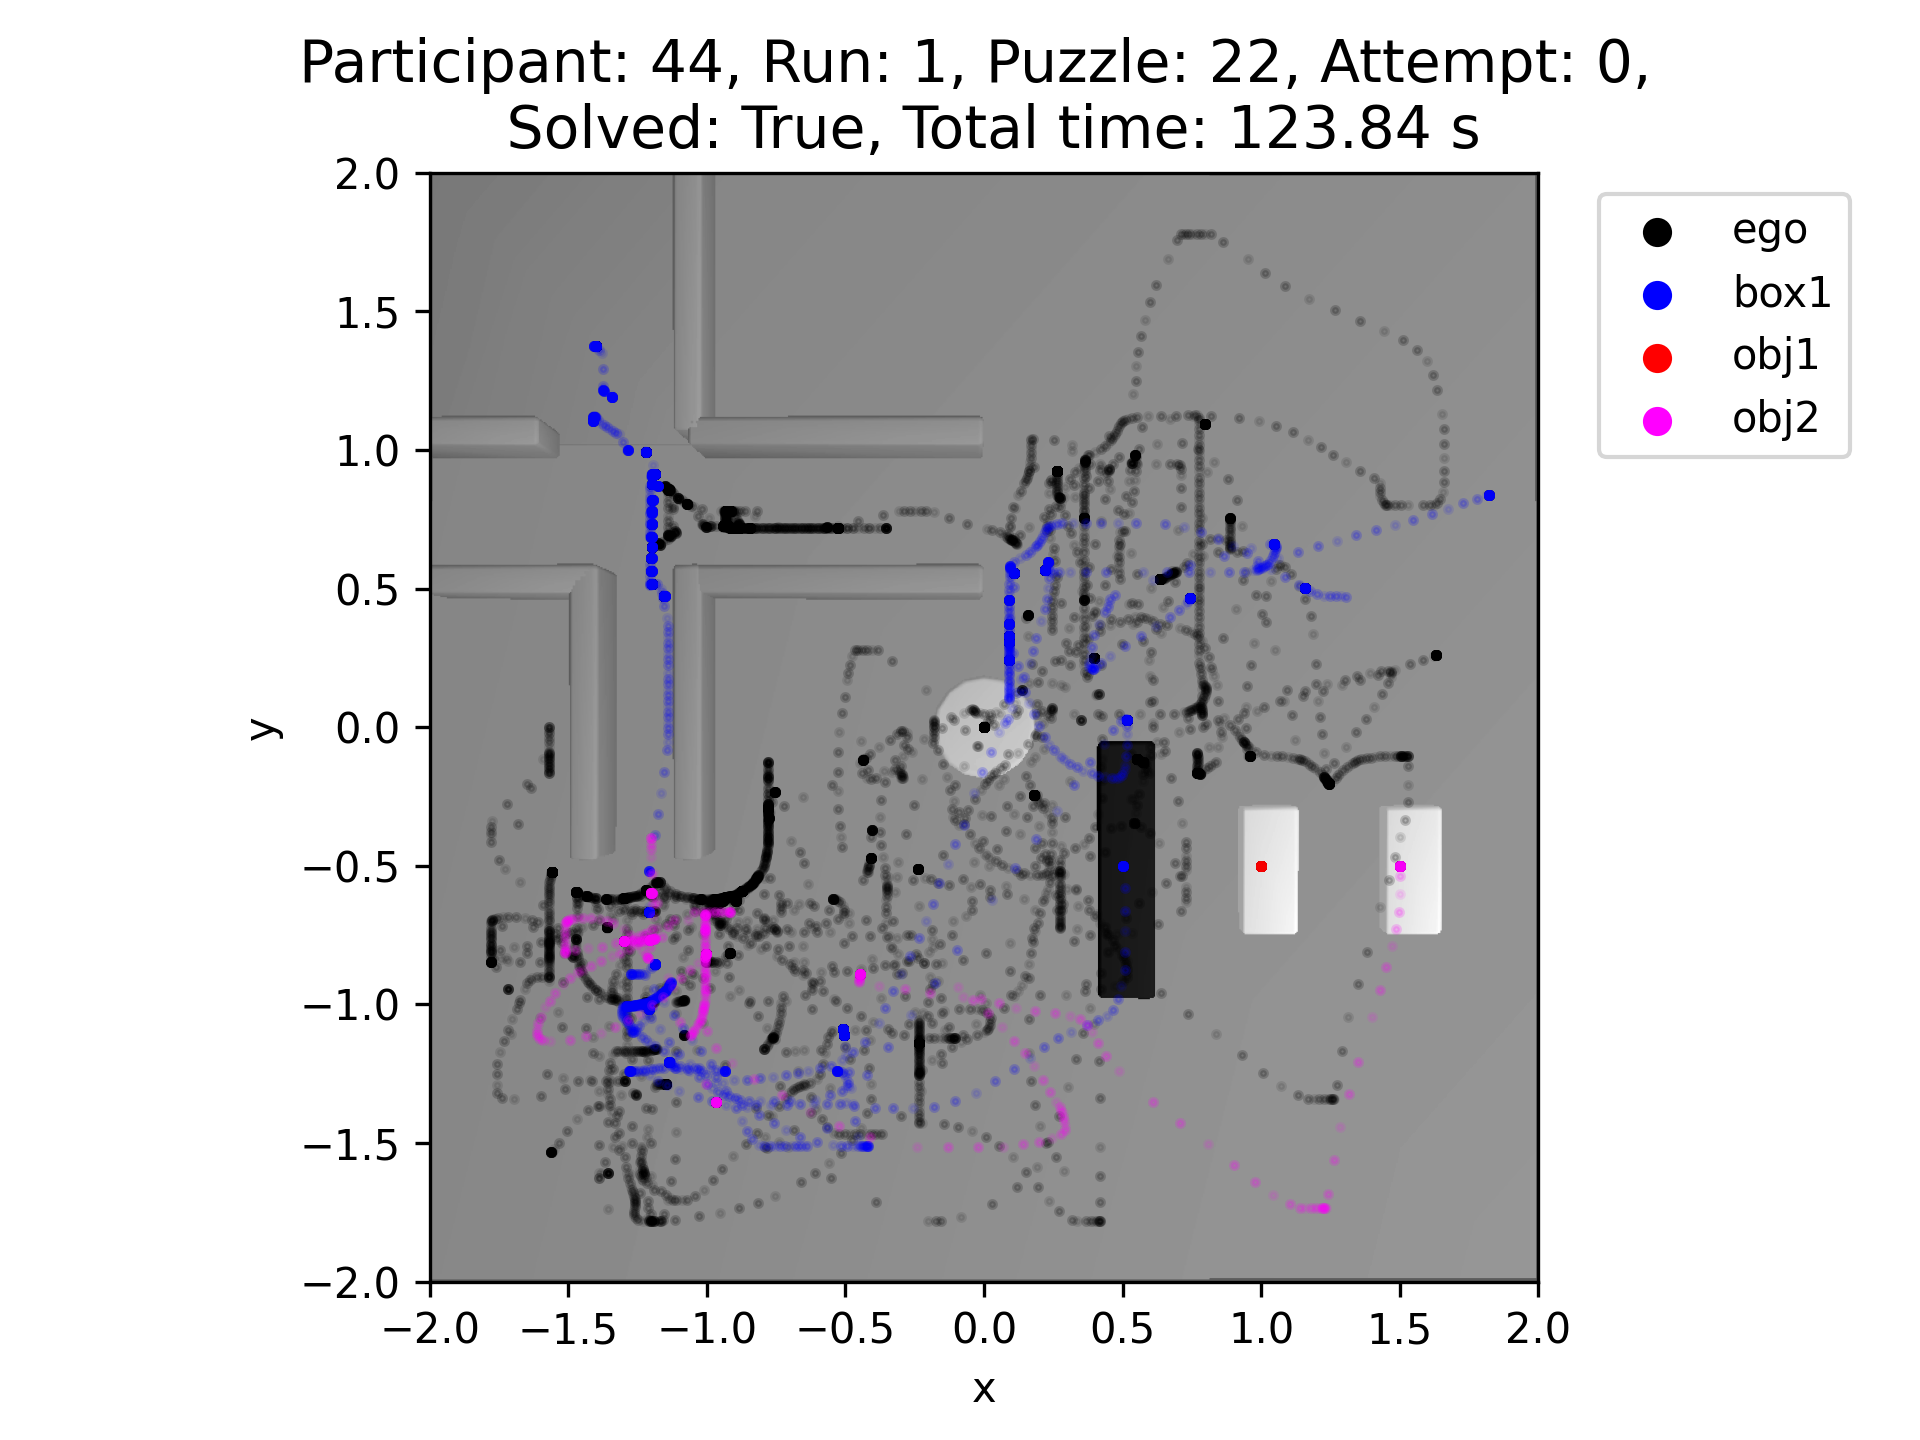 Participant: 44, Run: 1, Puzzle: 22, Attempt: 0,
Solved: True, Total time: 123.84 s
2.0
1.5
1.0
0.5
0.0
−0.5
−1.0
−1.5
−2.0
y
−2.0 −1.5 −1.0 −0.5 0.0 0.5 1.0 1.5 2.0
x
ego
box1
obj1
obj2